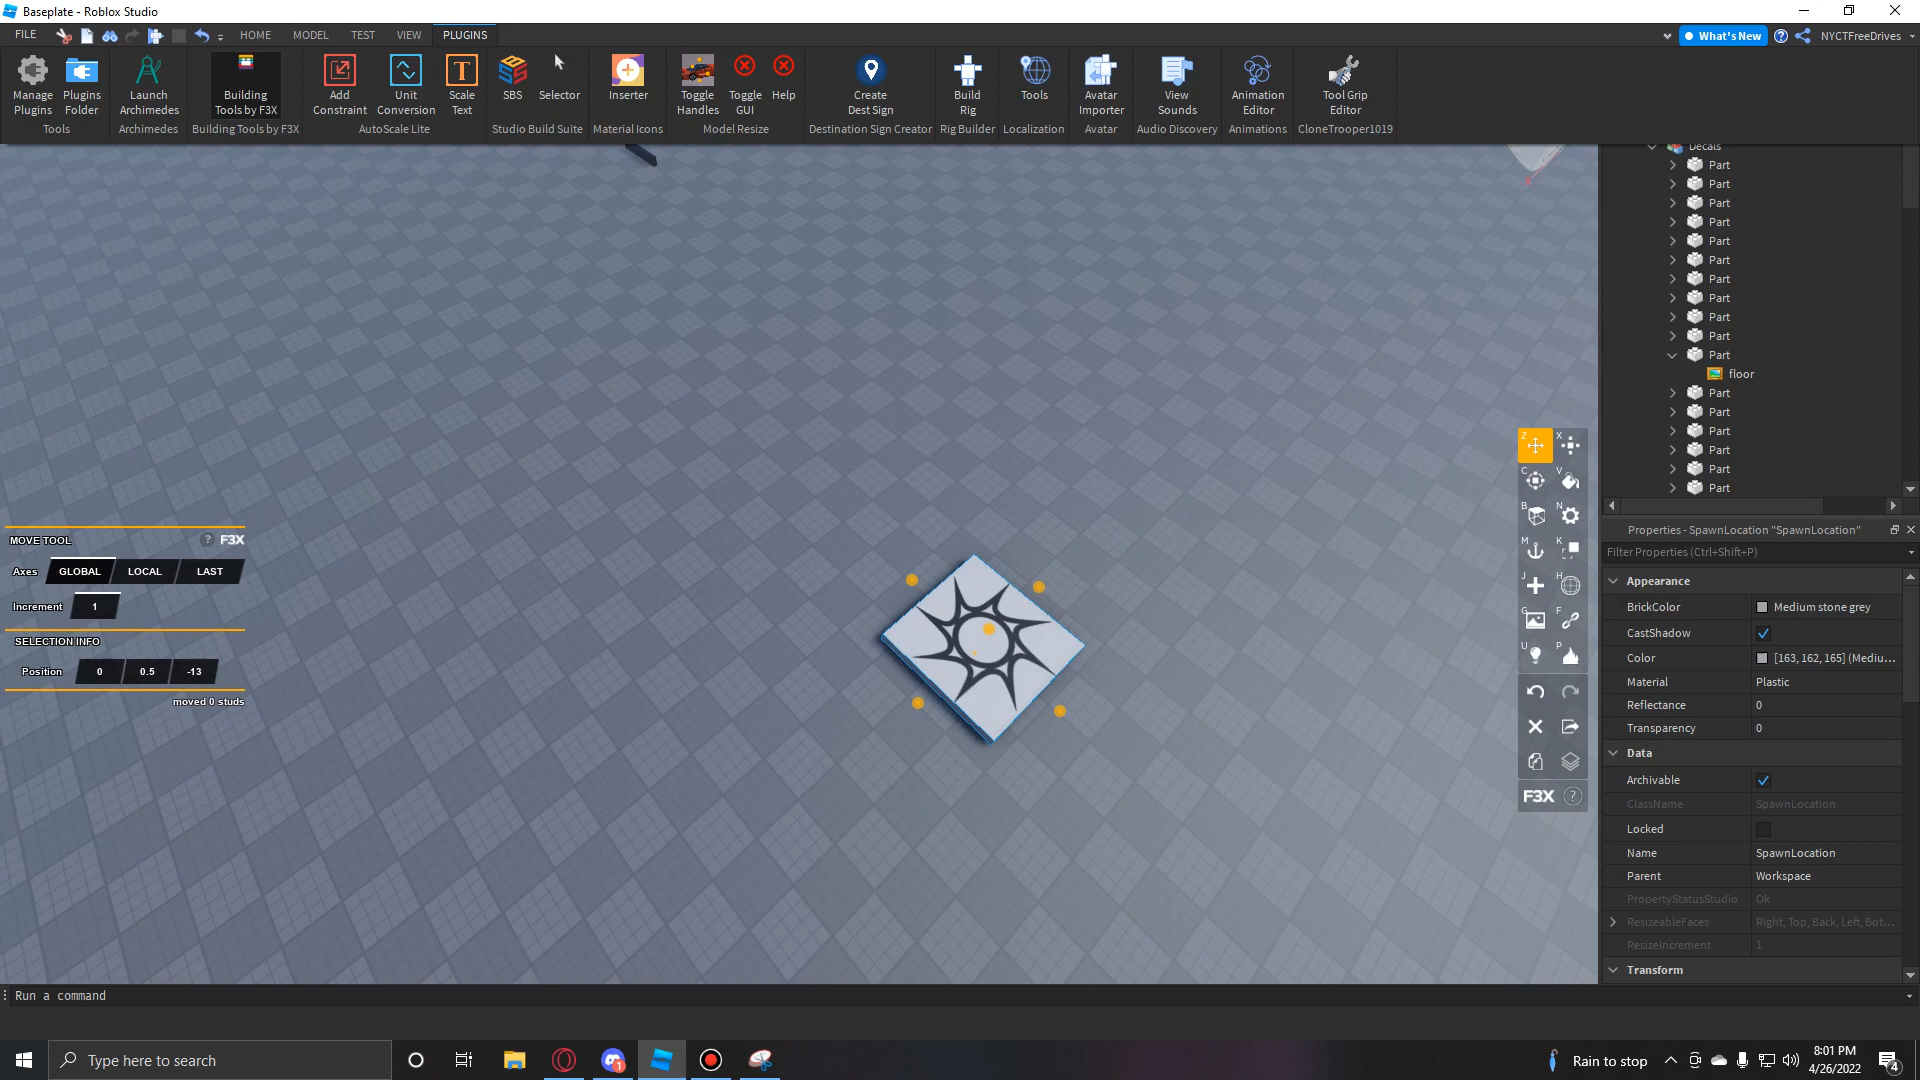 Baseplate - Roblox Studio
FILE HOME MODEL TEST VIEW PLUGINS What's New NYCTFreeDrives
Manage Plugins
Plugins Folder
Tools
Launch Archimedes
Archimedes
Building Tools by F3X
Building Tools by F3X
Add Constraint
Unit Conversion
T
Scale Text
AutoScale Lite
SBS
Selector
Studio Build Suite
Inserter
Material Icons
Toggle Handles
Toggle GUI
Help
Model Resize
Create Dest Sign
Destination Sign Creator
Build Rig
Rig Builder
Tools
Localization
Avatar Importer
Avatar
View Sounds
Audio Discovery
Animation Editor
Animations
Tool Grip Editor
CloneTrooper1019
Decals
Part
Part
Part
Part
Part
Part
Part
Part
Part
Part
Part
floor
Part
Part
Part
Part
Part
Part
Z X
C V
B N
M K
J H
G F
U P
F3X ?
MOVE TOOL ? F3X
Axes GLOBAL LOCAL LAST
Increment 1
SELECTION INFO
Position 0 0.5 -13
moved 0 studs
Properties - SpawnLocation "SpawnLocation"
Filter Properties (Ctrl+Shift+P)
Appearance
BrickColor Medium stone grey
CastShadow
Color [163, 162, 165] (Mediu...
Material Plastic
Reflectance 0
Transparency 0
Data
Archivable
ClassName SpawnLocation
Locked
Name SpawnLocation
Parent Workspace
PropertyStatusStudio Ok
ResizeableFaces Right, Top, Back, Left, Bot...
ResizeIncrement 1
Transform
Run a command
Type here to search
1
Rain to stop
8:01 PM
4/26/2022
4